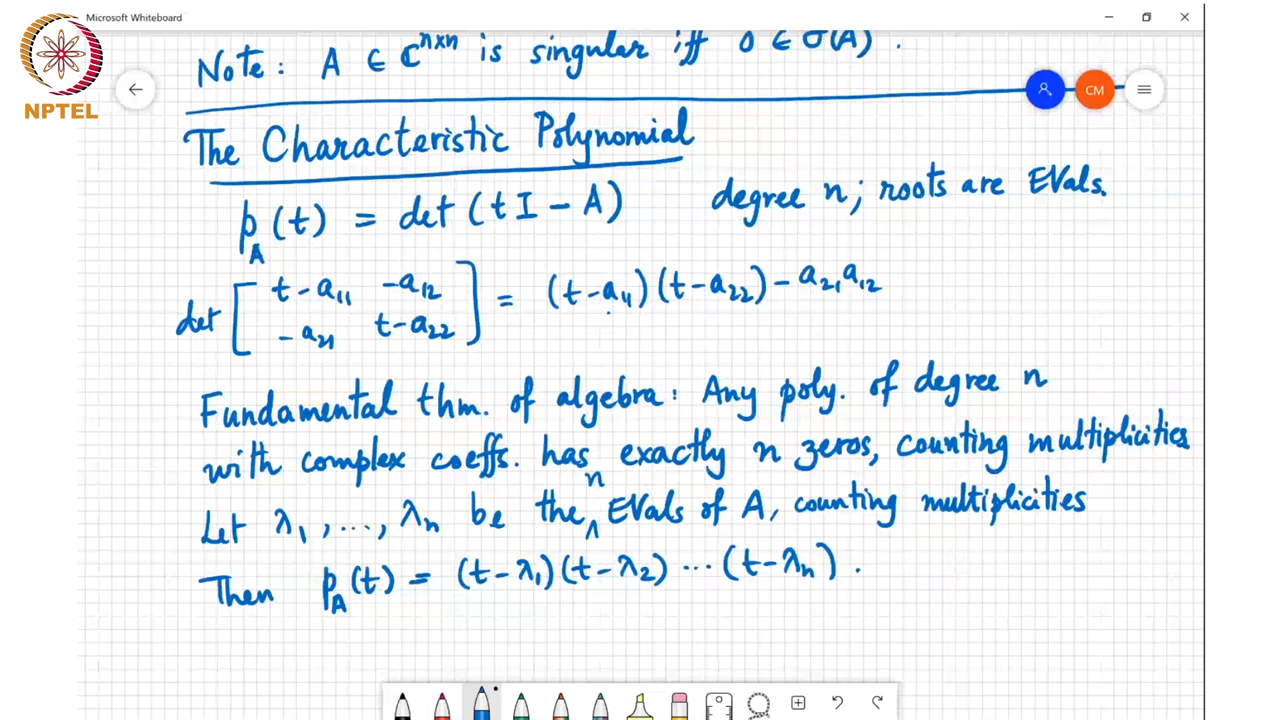 Microsoft Whiteboard
NPTEL
CM
Note: A ∈ ℂⁿˣⁿ is singular iff 0 ∈ σ(A).
The Characteristic Polynomial
p_A(t) = det(tI − A) degree n; roots are EVals.
det [ t−a₁₁ −a₁₂
−a₂₁ t−a₂₂ ] = (t−a₁₁)(t−a₂₂) − a₂₁a₁₂
Fundamental thm. of algebra: Any poly. of degree n
with complex coeffs. has exactly n zeros, counting multiplicities
Let λ₁, ..., λₙ be the n EVals of A, counting multiplicities
Then p_A(t) = (t−λ₁)(t−λ₂) ... (t−λₙ).